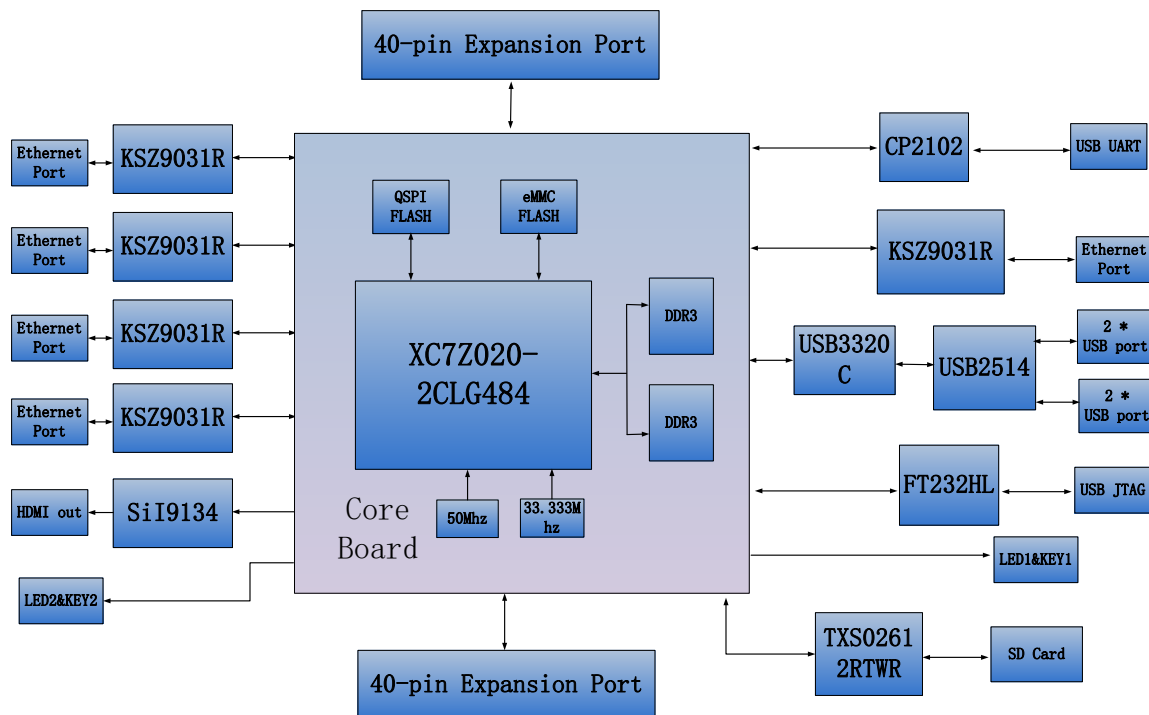 40-pin Expansion Port
Ethernet
Port
KSZ9031R
Ethernet
Port
KSZ9031R
Ethernet
Port
KSZ9031R
Ethernet
Port
KSZ9031R
HDMI out
SiI9134
LED2&KEY2
QSPI
FLASH
eMMC
FLASH
XC7Z020-
2CLG484
DDR3
DDR3
50Mhz
33.333M
hz
Core
Board
CP2102
USB UART
KSZ9031R
Ethernet
Port
USB3320
C
USB2514
2 *
USB port
2 *
USB port
FT232HL
USB JTAG
LED1&KEY1
TXS0261
2RTWR
SD Card
40-pin Expansion Port